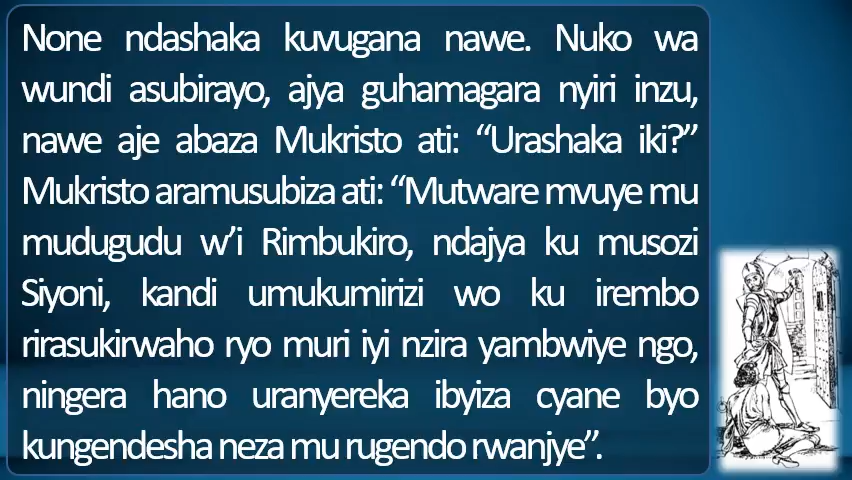 None ndashaka kuvugana nawe. Nuko wa
wundi asubirayo, ajya guhamagara nyiri inzu,
nawe aje abaza Mukristo ati: “Urashaka iki?”
Mukristo aramusubiza ati: “Mutware mvuye mu
mudugudu w’i Rimbukiro, ndajya ku musozi
Siyoni, kandi umukumirizi wo ku irembo
rirasukirwaho ryo muri iyi nzira yambwiye ngo,
ningera hano uranyereka ibyiza cyane byo
kungendesha neza mu rugendo rwanjye”.